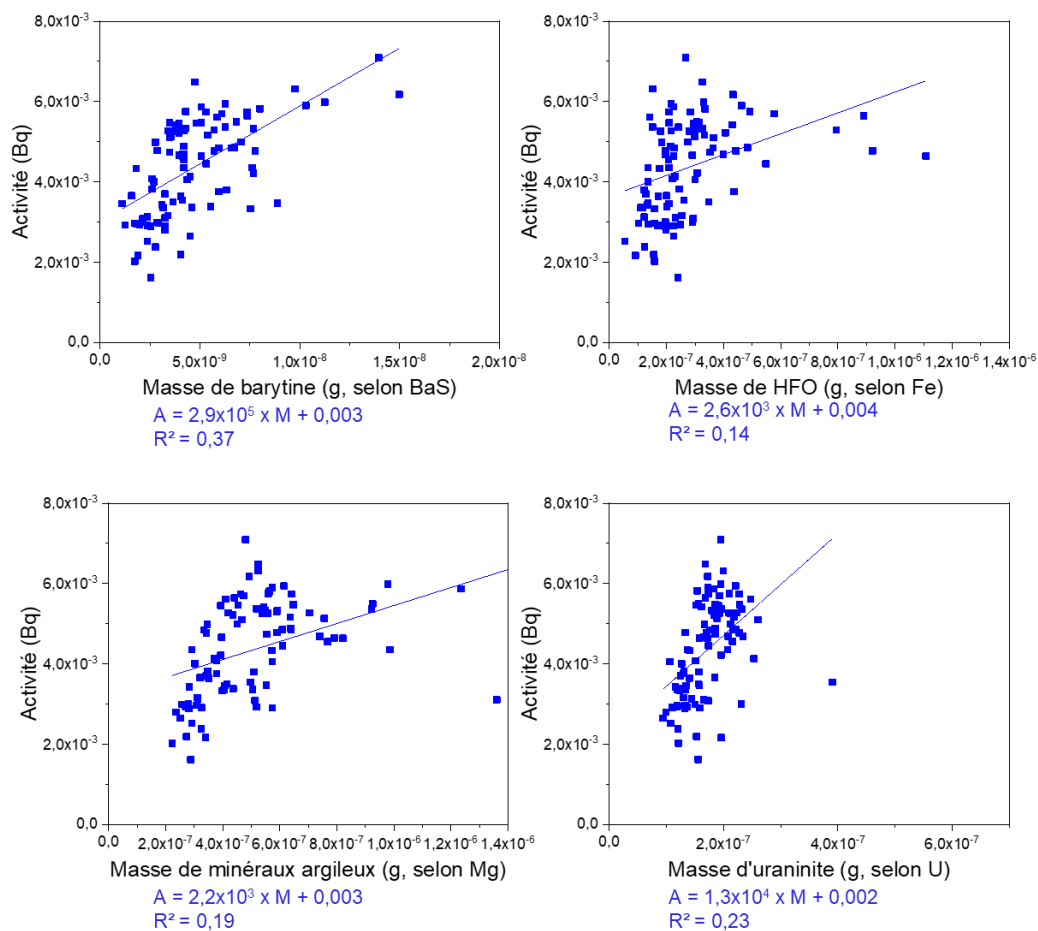 8,0x10⁻³
6,0x10⁻³
4,0x10⁻³
2,0x10⁻³
0,0
Activité (Bq)
0,0 5,0x10⁻⁹ 1,0x10⁻⁸ 1,5x10⁻⁸ 2,0x10⁻⁸
Masse de barytine (g, selon BaS)
A = 2,9x10⁵ x M + 0,003
R² = 0,37
8,0x10⁻³
6,0x10⁻³
4,0x10⁻³
2,0x10⁻³
0,0
Activité (Bq)
0,0 2,0x10⁻⁷ 4,0x10⁻⁷ 6,0x10⁻⁷ 8,0x10⁻⁷ 1,0x10⁻⁶ 1,2x10⁻⁶ 1,4x10⁻⁶
Masse de HFO (g, selon Fe)
A = 2,6x10³ x M + 0,004
R² = 0,14
8,0x10⁻³
6,0x10⁻³
4,0x10⁻³
2,0x10⁻³
0,0
Activité (Bq)
0,0 2,0x10⁻⁷ 4,0x10⁻⁷ 6,0x10⁻⁷ 8,0x10⁻⁷ 1,0x10⁻⁶ 1,2x10⁻⁶ 1,4x10⁻⁶
Masse de minéraux argileux (g, selon Mg)
A = 2,2x10³ x M + 0,003
R² = 0,19
8,0x10⁻³
6,0x10⁻³
4,0x10⁻³
2,0x10⁻³
0,0
Activité (Bq)
0,0 2,0x10⁻⁷ 4,0x10⁻⁷ 6,0x10⁻⁷
Masse d'uraninite (g, selon U)
A = 1,3x10⁴ x M + 0,002
R² = 0,23